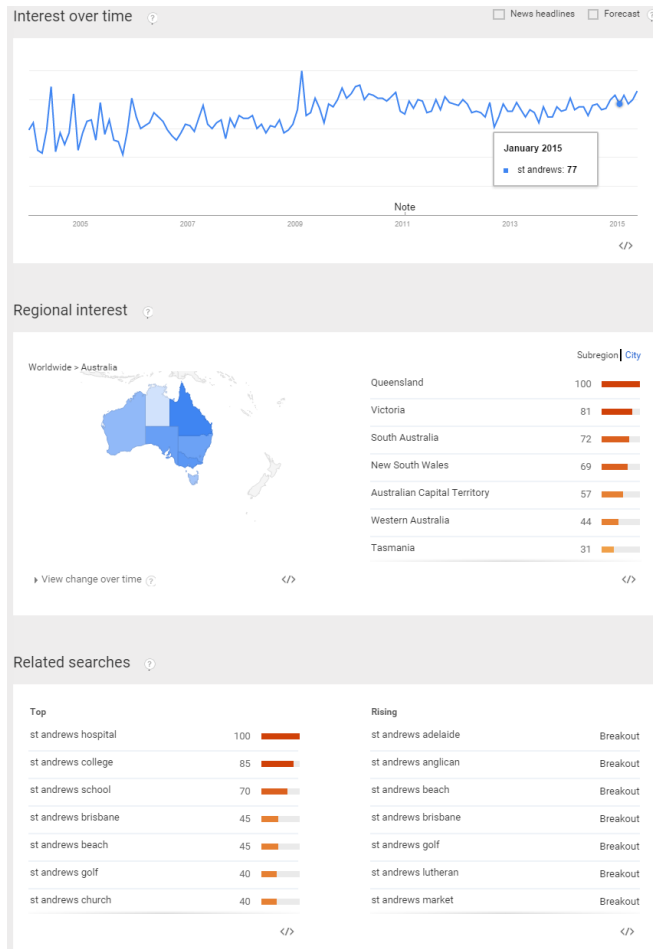 Interest over time ?
News headlines Forecast ?
January 2015
st andrews: 77
Note
2005 2007 2009 2011 2013 2015
</>
Regional interest ?
Subregion City
Worldwide > Australia
Queensland 100
Victoria 81
South Australia 72
New South Wales 69
Australian Capital Territory 57
Western Australia 44
Tasmania 31
View change over time ? </> </>
Related searches ?
Top
st andrews hospital 100
st andrews college 85
st andrews school 70
st andrews brisbane 45
st andrews beach 45
st andrews golf 40
st andrews church 40
</>
Rising
st andrews adelaide Breakout
st andrews anglican Breakout
st andrews beach Breakout
st andrews brisbane Breakout
st andrews golf Breakout
st andrews lutheran Breakout
st andrews market Breakout
</>